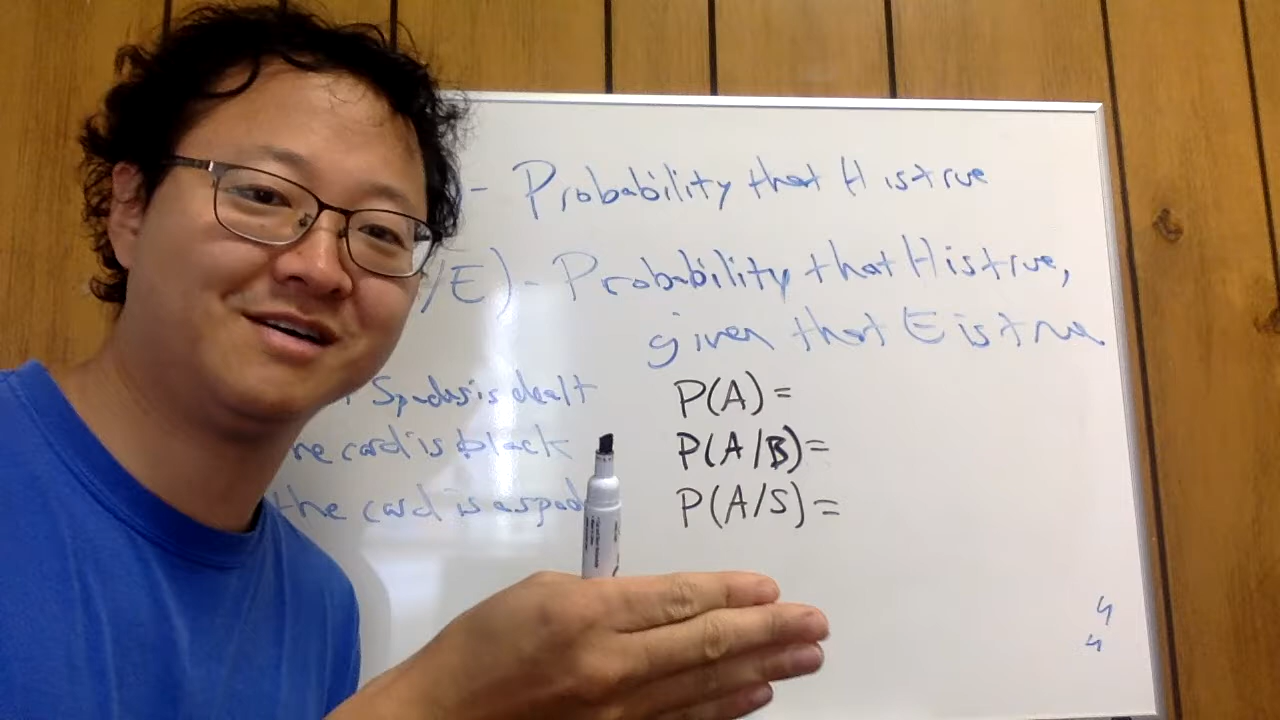 - Probability that H is true
/E) - Probability that H is true,
given that E is true
Spades is dealt
P(A) =
card is black
P(A/B) =
the card is a spade
P(A/S) =
4
4